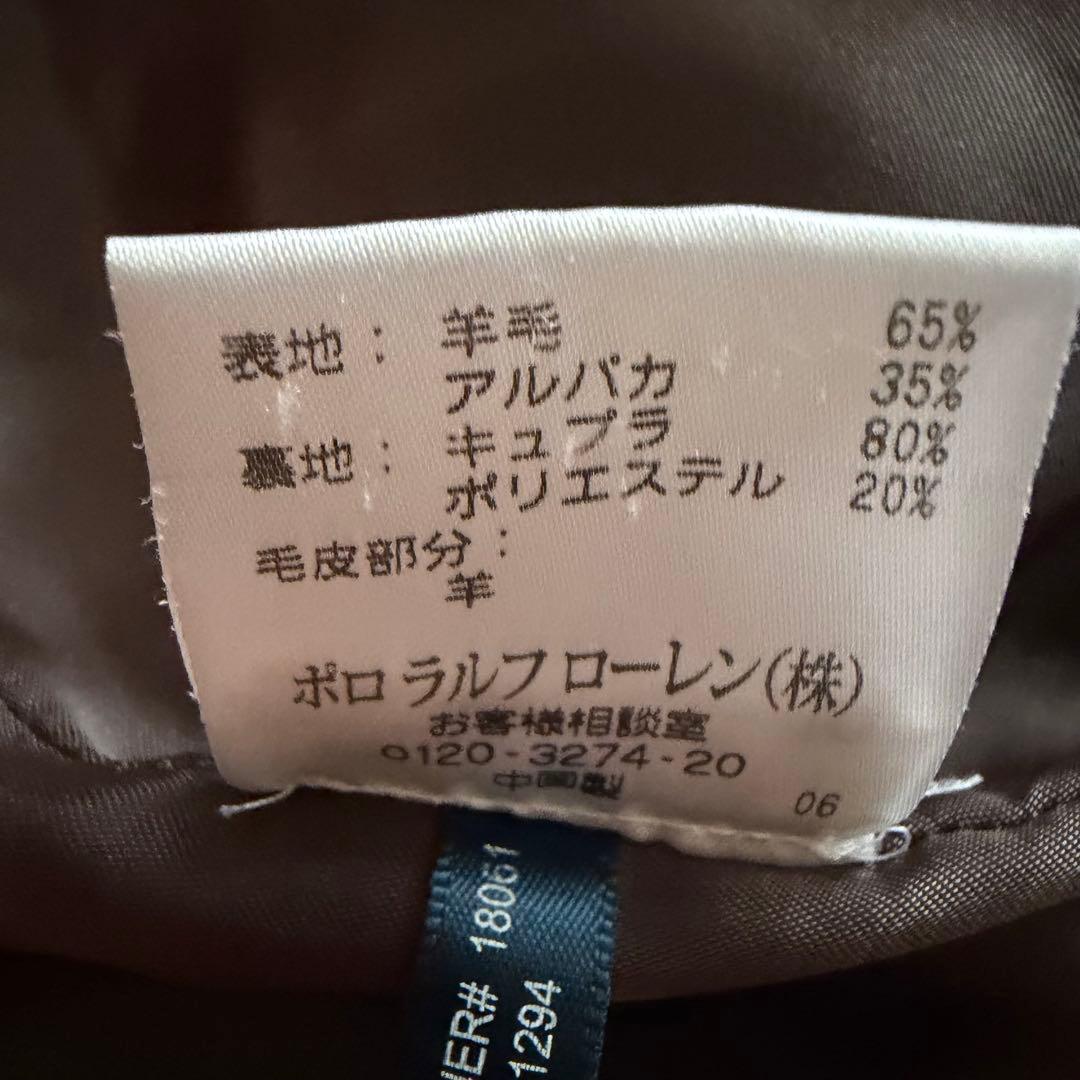 表地： 羊毛 65%
アルパカ 35%
裏地： キュプラ 80%
ポリエステル 20%
毛皮部分：
羊
ポロ ラルフ ローレン(株)
お客様相談室
0120-3274-20
中国製
06
18061
1294